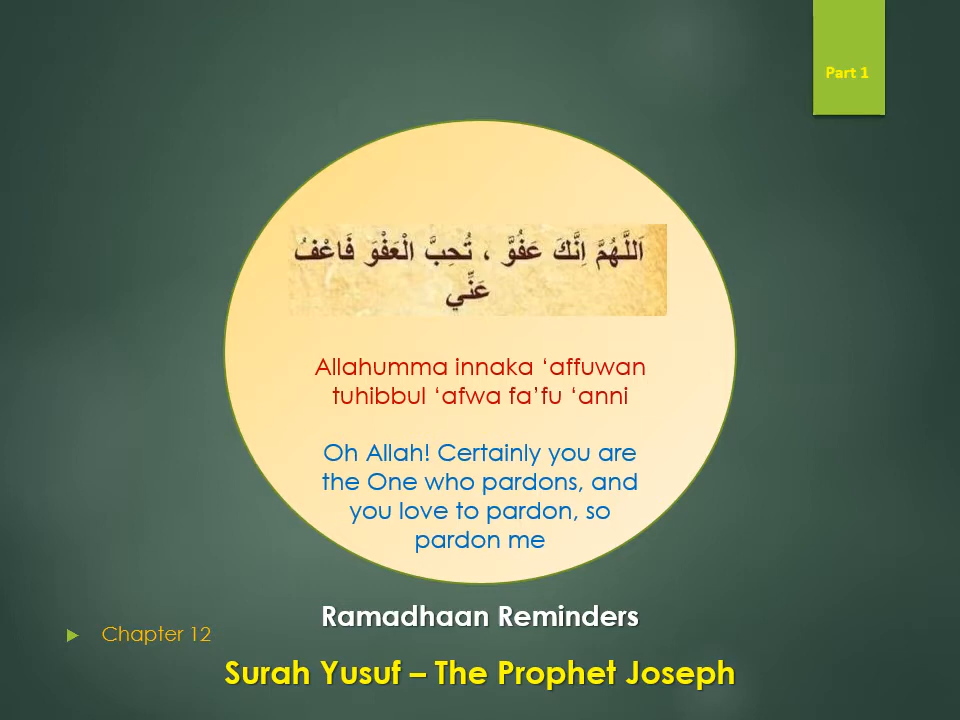 Part 1
اَللَّهُمَّ اِنَّكَ عَفُوَّ ، تُحِبَّ الْعَفْوَ فَاعْفُ
عَنِّي
Allahumma innaka ‘affuwan
tuhibbul ‘afwa fa’fu ‘anni
Oh Allah! Certainly you are
the One who pardons, and
you love to pardon, so
pardon me
Ramadhaan Reminders
Chapter 12
Surah Yusuf – The Prophet Joseph